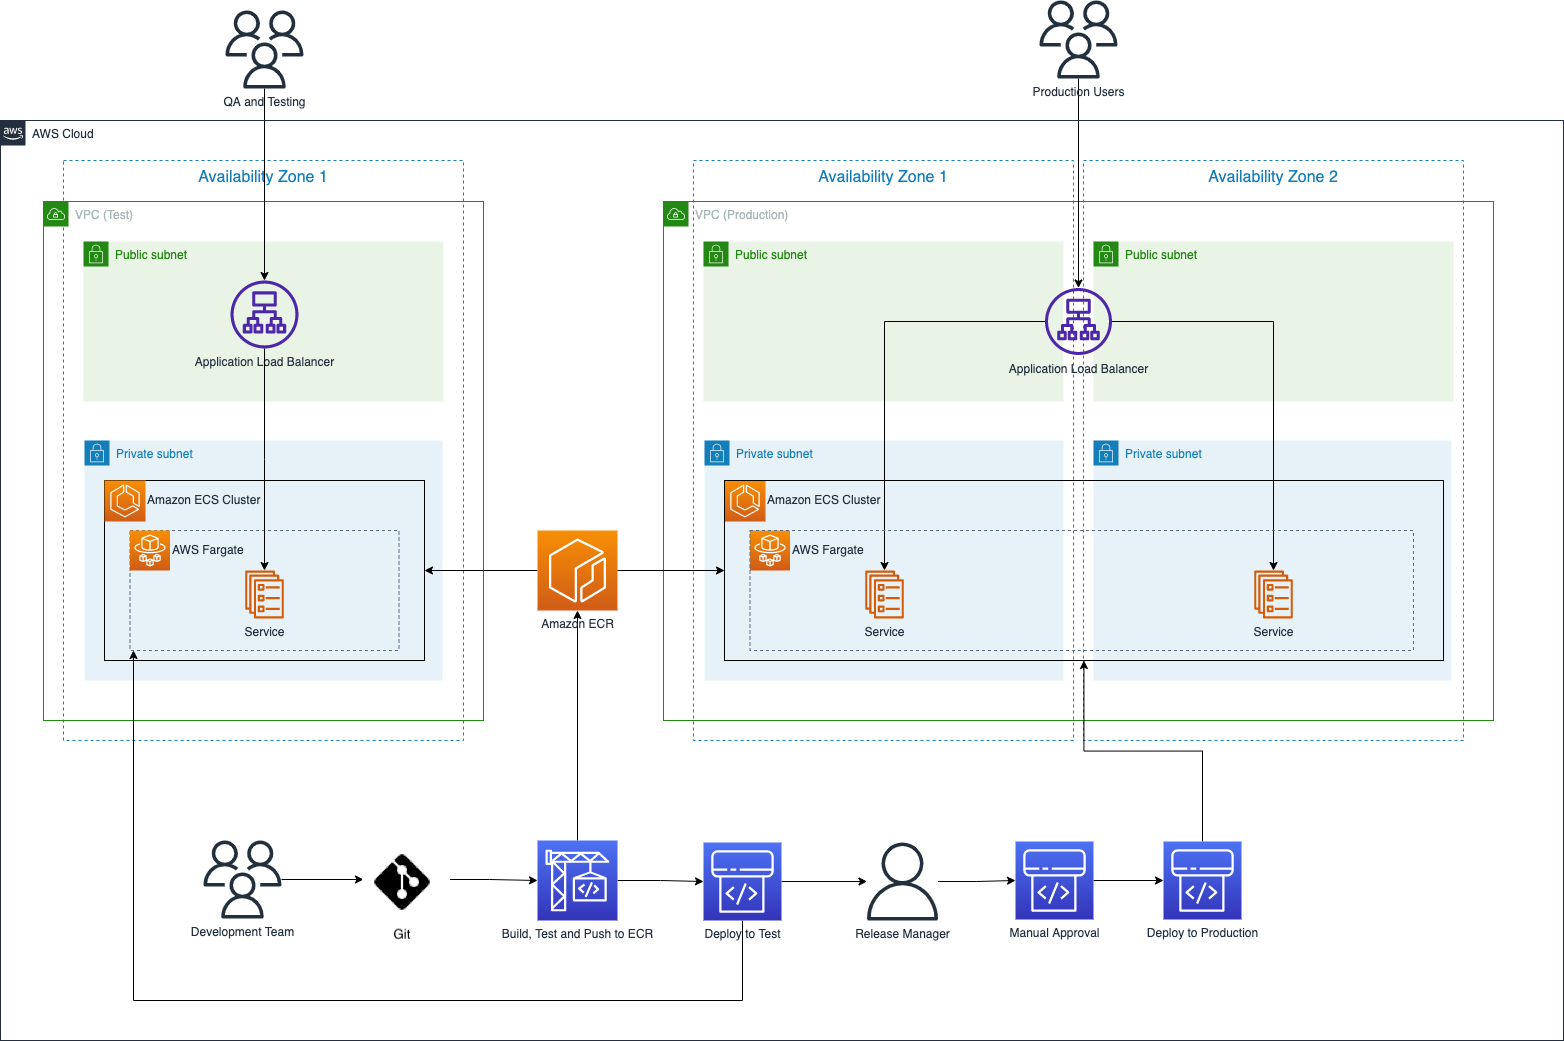 QA and Testing
Production Users
aws
AWS Cloud
Availability Zone 1
Availability Zone 1
Availability Zone 2
VPC (Test)
VPC (Production)
Public subnet
Public subnet
Public subnet
Application Load Balancer
Application Load Balancer
Private subnet
Private subnet
Private subnet
Amazon ECS Cluster
Amazon ECS Cluster
AWS Fargate
AWS Fargate
Amazon ECR
Service
Service
Service
Development Team
Git
Build, Test and Push to ECR
Deploy to Test
Release Manager
Manual Approval
Deploy to Production